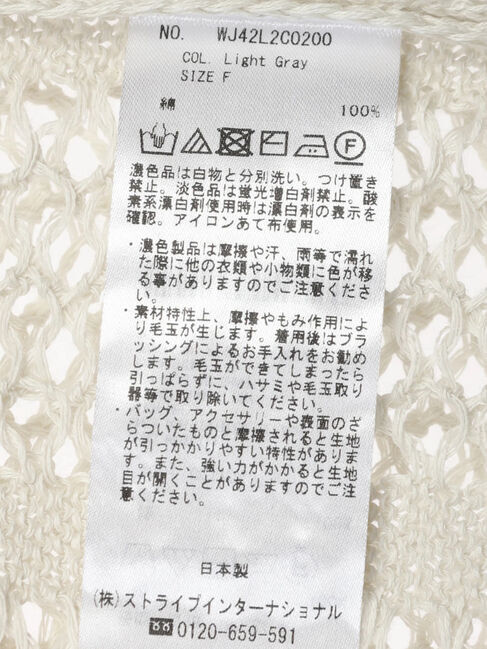 NO. WJ42L2C0200
COL. Light Gray
SIZE F
綿 100%
F
濃色品は白物と分別洗い。つけ置き
禁止。淡色品は蛍光増白剤禁止。酸
素系漂白剤使用時は漂白剤の表示を
確認。アイロンあて布使用。
・濃色製品は摩擦や汗、雨等で濡れ
た際に他の衣類や小物類に色が移
る事がありますのでご注意くださ
い。
・素材特性上、摩擦やもみ作用によ
り毛玉が生じます。着用後はブラ
ッシングによるお手入れをお勧め
します。毛玉ができてしまったら
引っぱらずに、ハサミや毛玉取り
器等で取り除いてください。
・バッグ、アクセサリーや表面のざ
らついたものと摩擦されると生地
が引っかかりやすい特性がありま
す。また、強い力がかかると生地
目が開くことがありますのでご注
意ください。
日本製
(株)ストライプインターナショナル
0120-659-591